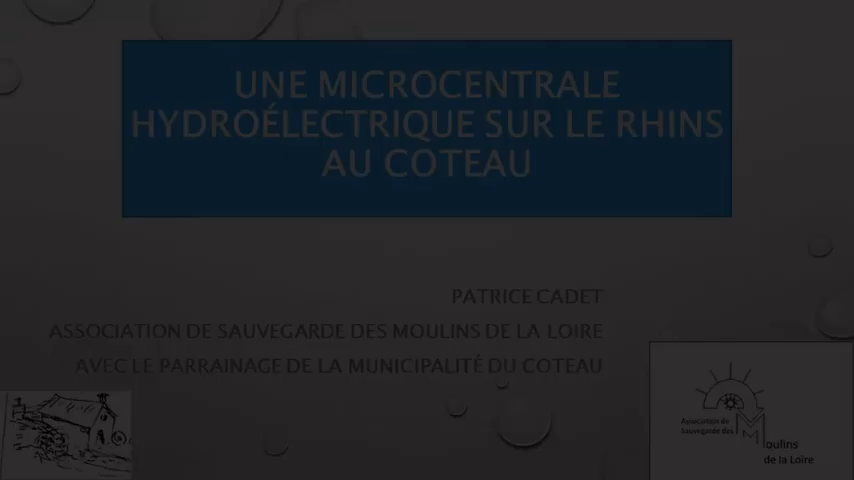 UNE MICROCENTRALE
HYDROÉLECTRIQUE SUR LE RHINS
AU COTEAU
PATRICE CADET
ASSOCIATION DE SAUVEGARDE DES MOULINS DE LA LOIRE
AVEC LE PARRAINAGE DE LA MUNICIPALITÉ DU COTEAU
Association de
Sauvegarde des
Moulins
de la Loire